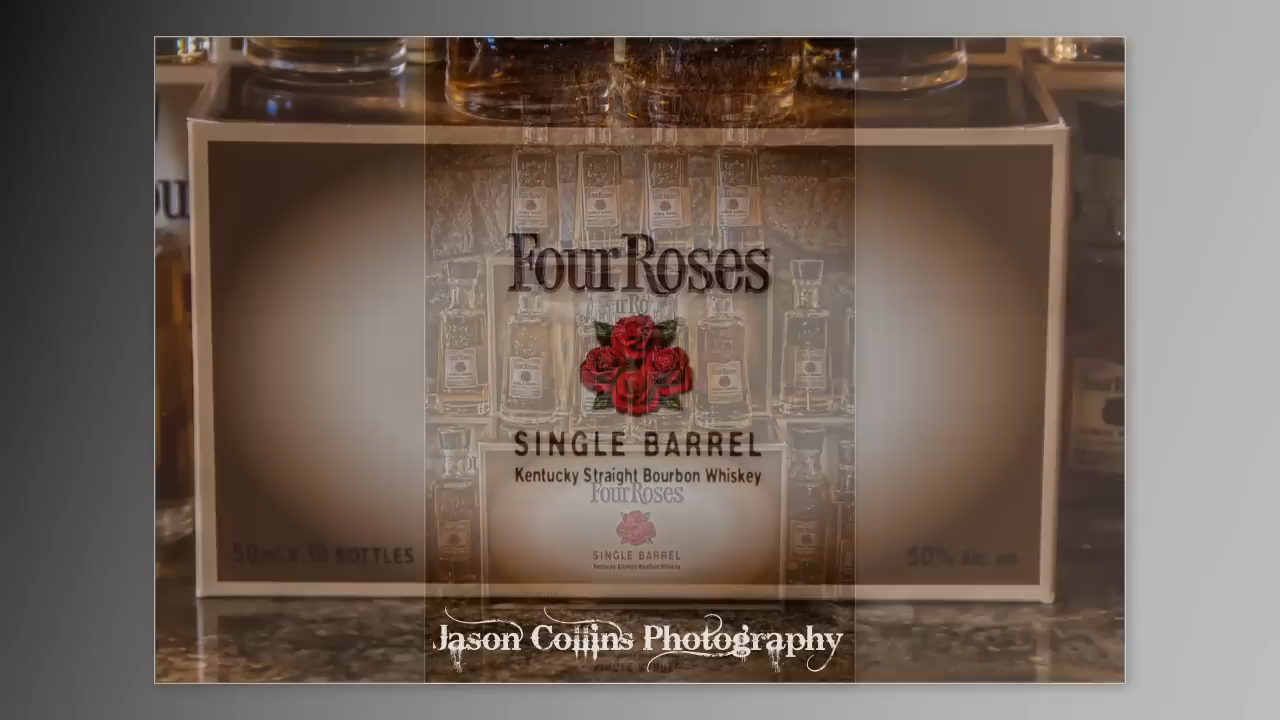 Four Roses
SINGLE BARREL
Kentucky Straight Bourbon Whiskey
Four Roses
SINGLE BARREL
Kentucky Straight Bourbon Whiskey
50ml x 10 BOTTLES
50% Alc. vol.
Jason Collins Photography